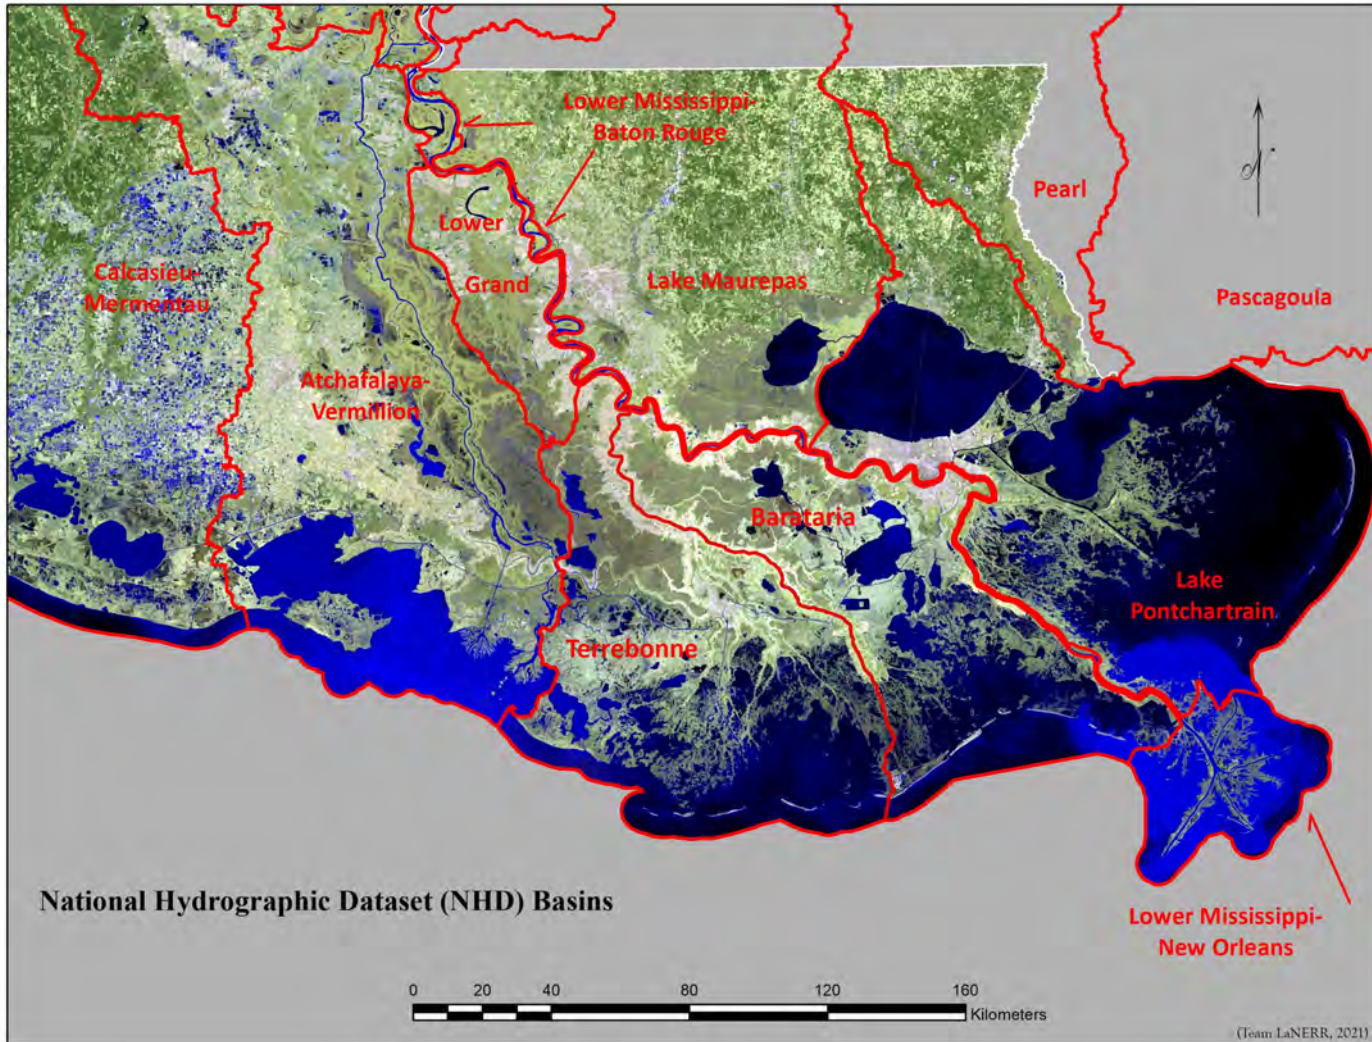 Lower Mississippi-
Baton Rouge
Pearl
Lower
Grand
Calcasieu-
Mermentau
Lake Maurepas
Pascagoula
Atchafalaya-
Vermillion
Barataria
Lake
Pontchartrain
Terrebonne
National Hydrographic Dataset (NHD) Basins
Lower Mississippi-
New Orleans
0 20 40 80 120 160
Kilometers
(Team LaNERR, 2021)